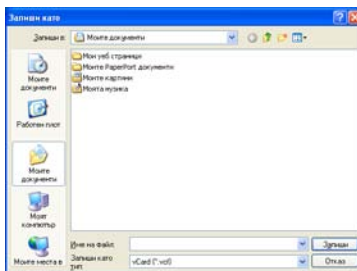 Запиши като
Запиши в:
Моите документи
Моите документи
Работен плот
Моите документи
Моят компютър
Моите места в
Мои уеб страници
Моите PaperPort документи
Моите картини
Моята музика
Име на файл:
Запиши
Запиши като тип:
vCard (*.vcf)
Отказ